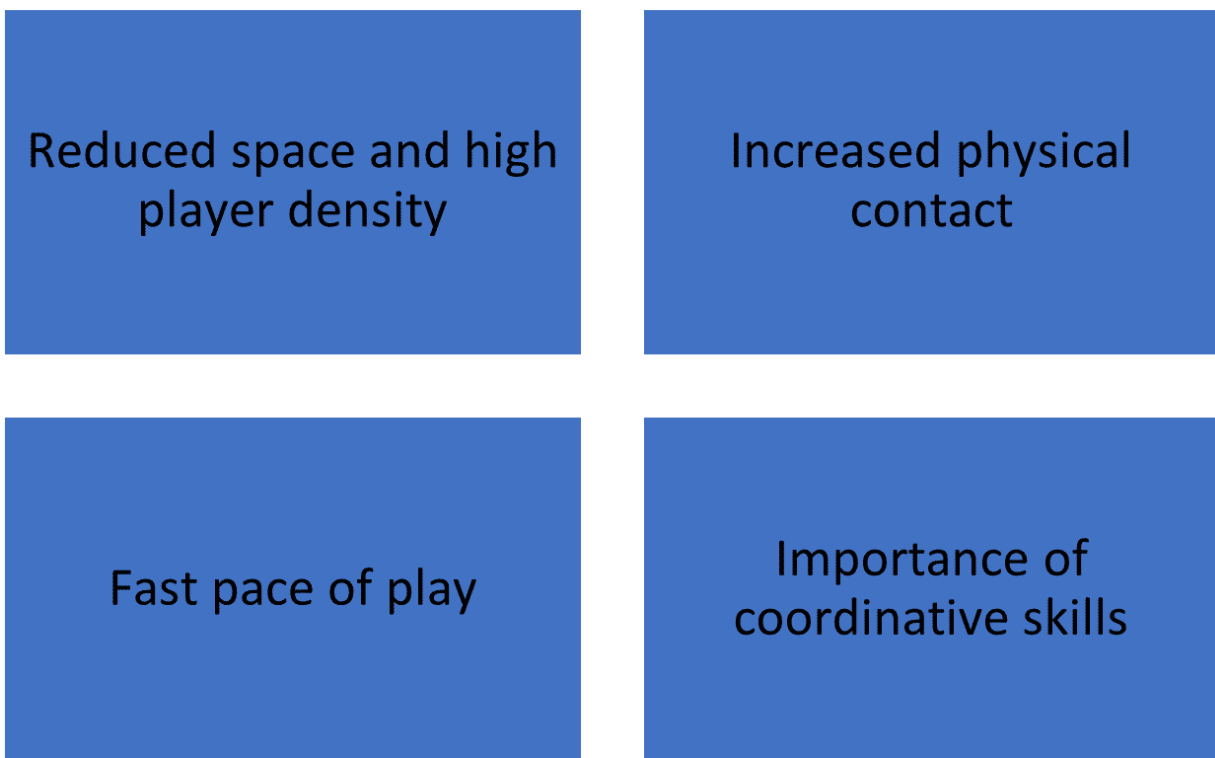 Reduced space and high
player density
Increased physical
contact
Fast pace of play
Importance of
coordinative skills